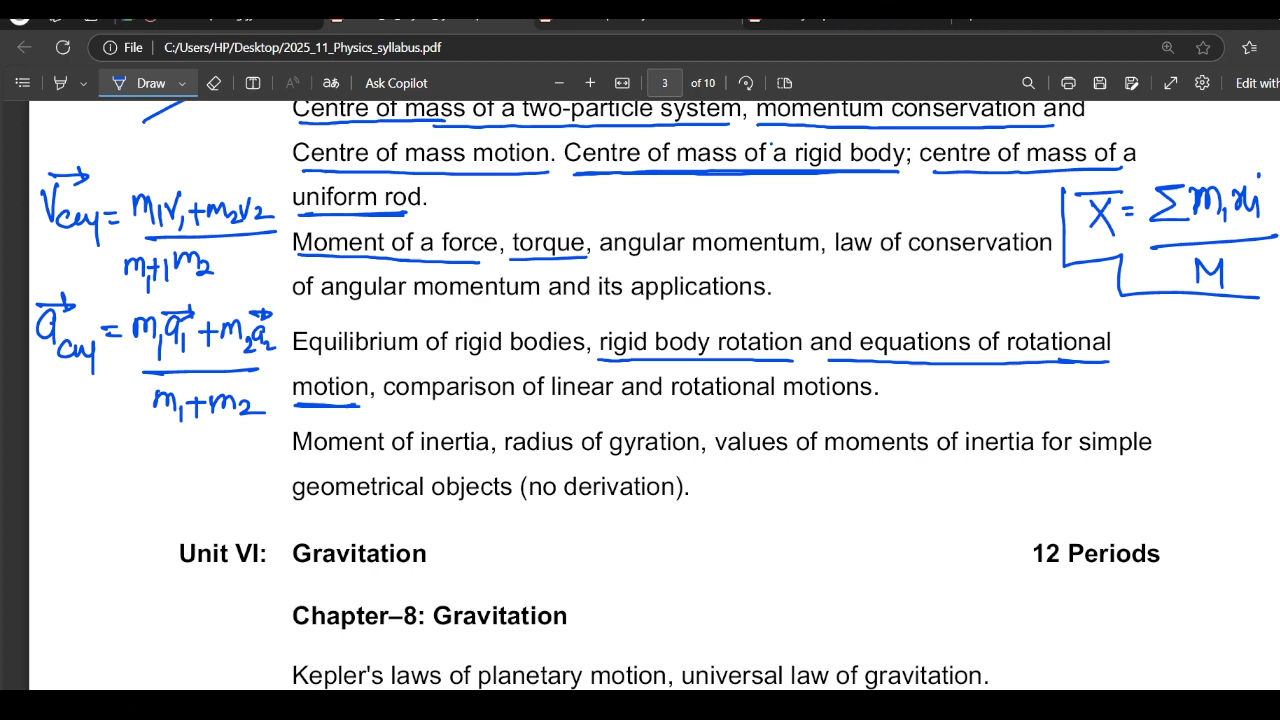 File | C:/Users/HP/Desktop/2025_11_Physics_syllabus.pdf
Draw aあ Ask Copilot 3 of 10 Edit with
Centre of mass of a two-particle system, momentum conservation and
Centre of mass motion. Centre of mass of a rigid body; centre of mass of a
uniform rod.
Moment of a force, torque, angular momentum, law of conservation
of angular momentum and its applications.
Equilibrium of rigid bodies, rigid body rotation and equations of rotational
motion, comparison of linear and rotational motions.
Moment of inertia, radius of gyration, values of moments of inertia for simple
geometrical objects (no derivation).
V cm = m1v1+m2v2
m1+m2
a cm = m1a1+m2a2
m1+m2
X = Σ mixi
M
Unit VI: Gravitation 12 Periods
Chapter–8: Gravitation
Kepler's laws of planetary motion, universal law of gravitation.